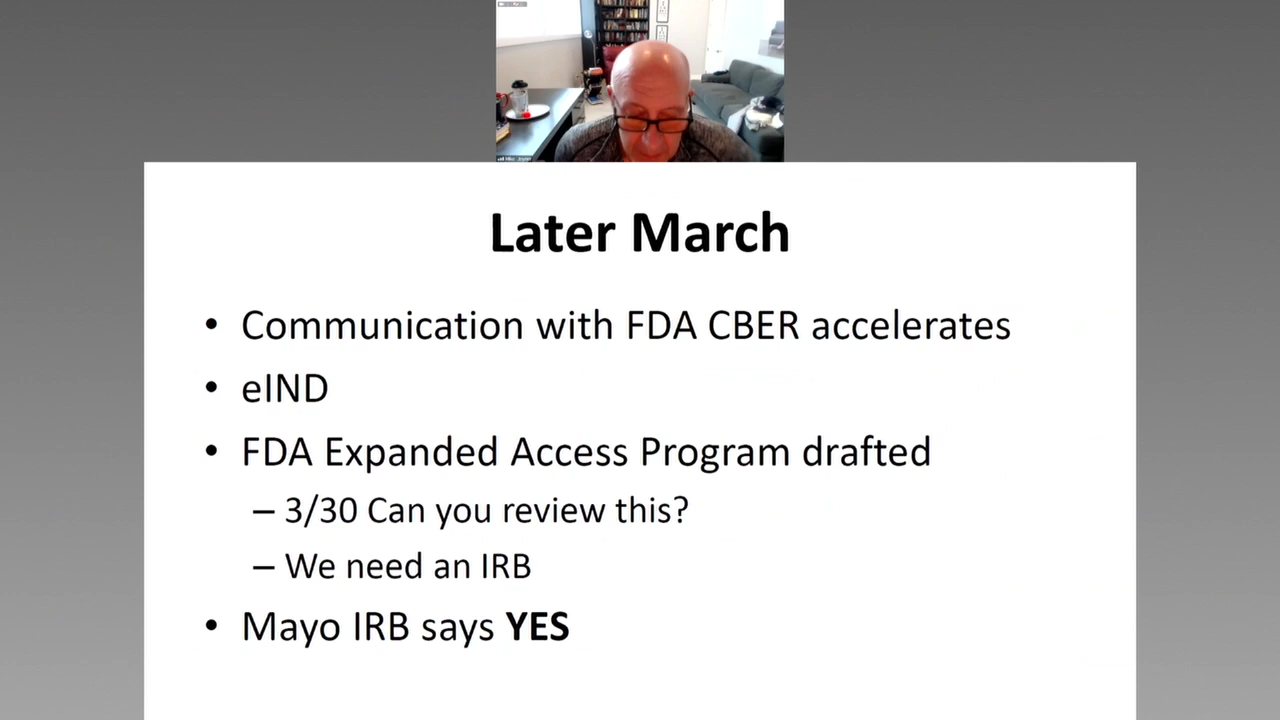 Later March
• Communication with FDA CBER accelerates
• eIND
• FDA Expanded Access Program drafted
– 3/30 Can you review this?
– We need an IRB
• Mayo IRB says YES